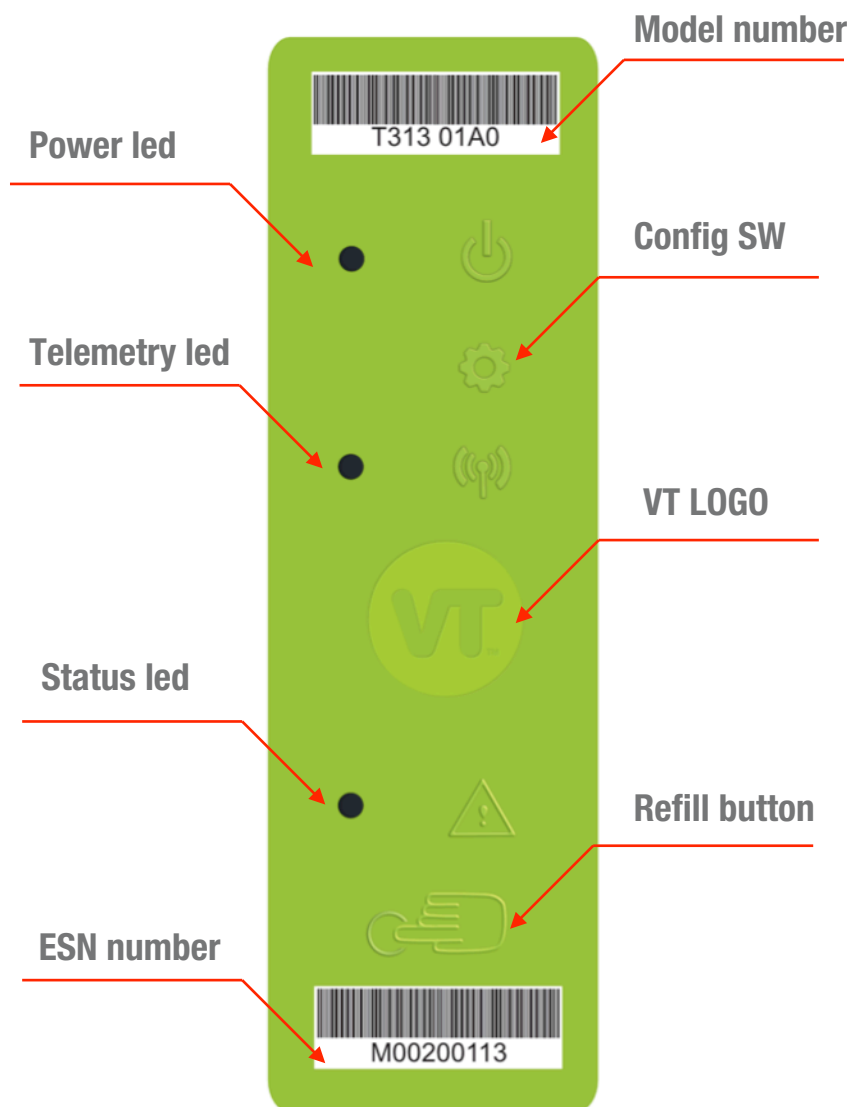 Model number
T313 01A0
Power led
Config SW
Telemetry led
VT LOGO
VT
Status led
Refill button
ESN number
M00200113